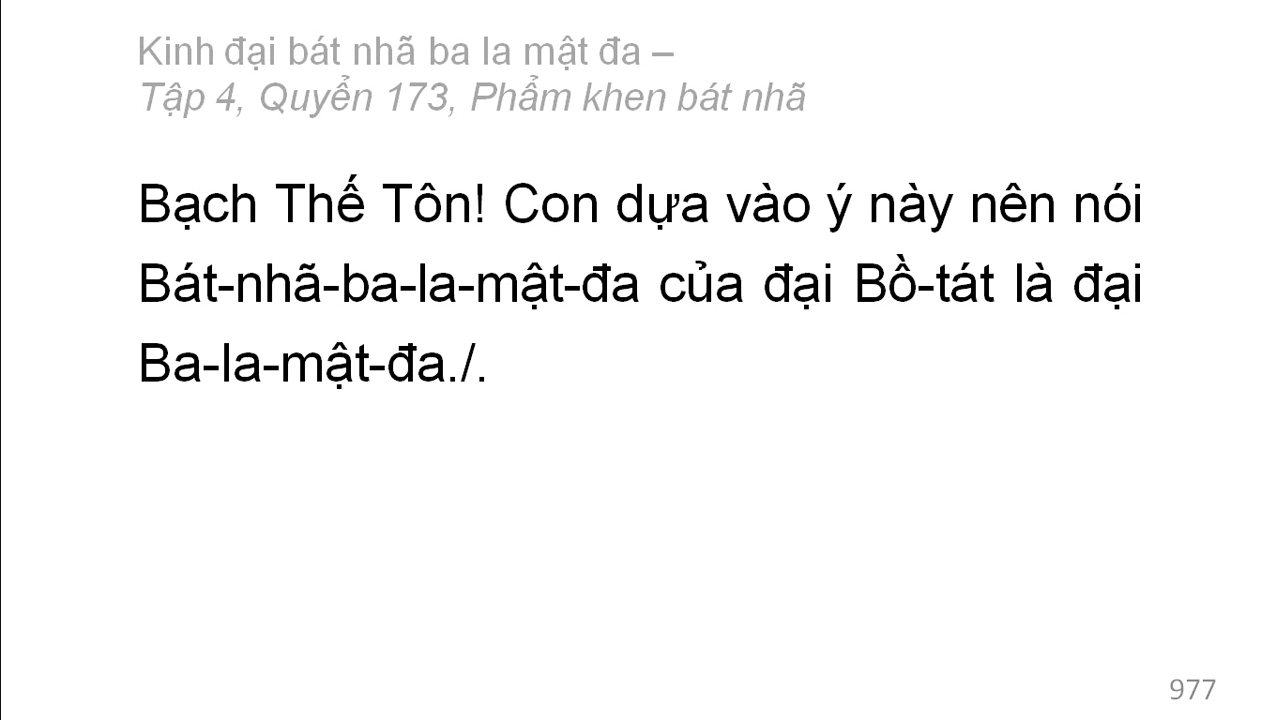 Kinh đại bát nhã ba la mật đa –
Tập 4, Quyển 173, Phẩm khen bát nhã
Bạch Thế Tôn! Con dựa vào ý này nên nói
Bát-nhã-ba-la-mật-đa của đại Bồ-tát là đại
Ba-la-mật-đa./.
977